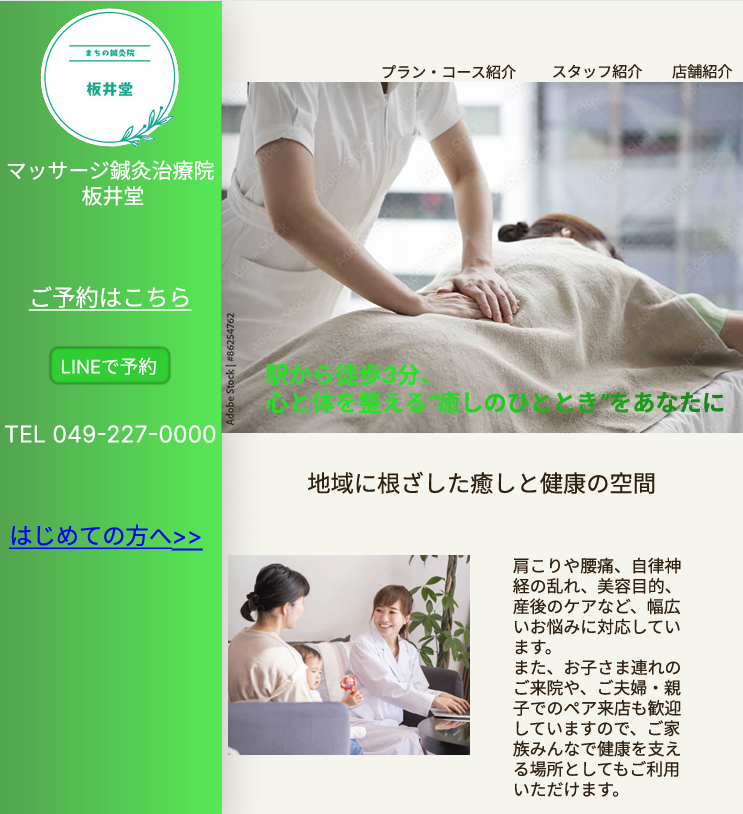 まちの鍼灸院
板井堂
マッサージ鍼灸治療院
板井堂
ご予約はこちら
LINEで予約
TEL 049-227-0000
はじめての方へ>>
プラン・コース紹介
スタッフ紹介
店舗紹介
Adobe Stock | #86254762
駅から徒歩3分、
心と体を整える“癒しのひととき”をあなたに
地域に根ざした癒しと健康の空間
肩こりや腰痛、自律神
経の乱れ、美容目的、
産後のケアなど、幅広
いお悩みに対応してい
ます。
また、お子さま連れの
ご来院や、ご夫婦・親
子でのペア来店も歓迎
していますので、ご家
族みんなで健康を支え
る場所としてもご利用
いただけます。